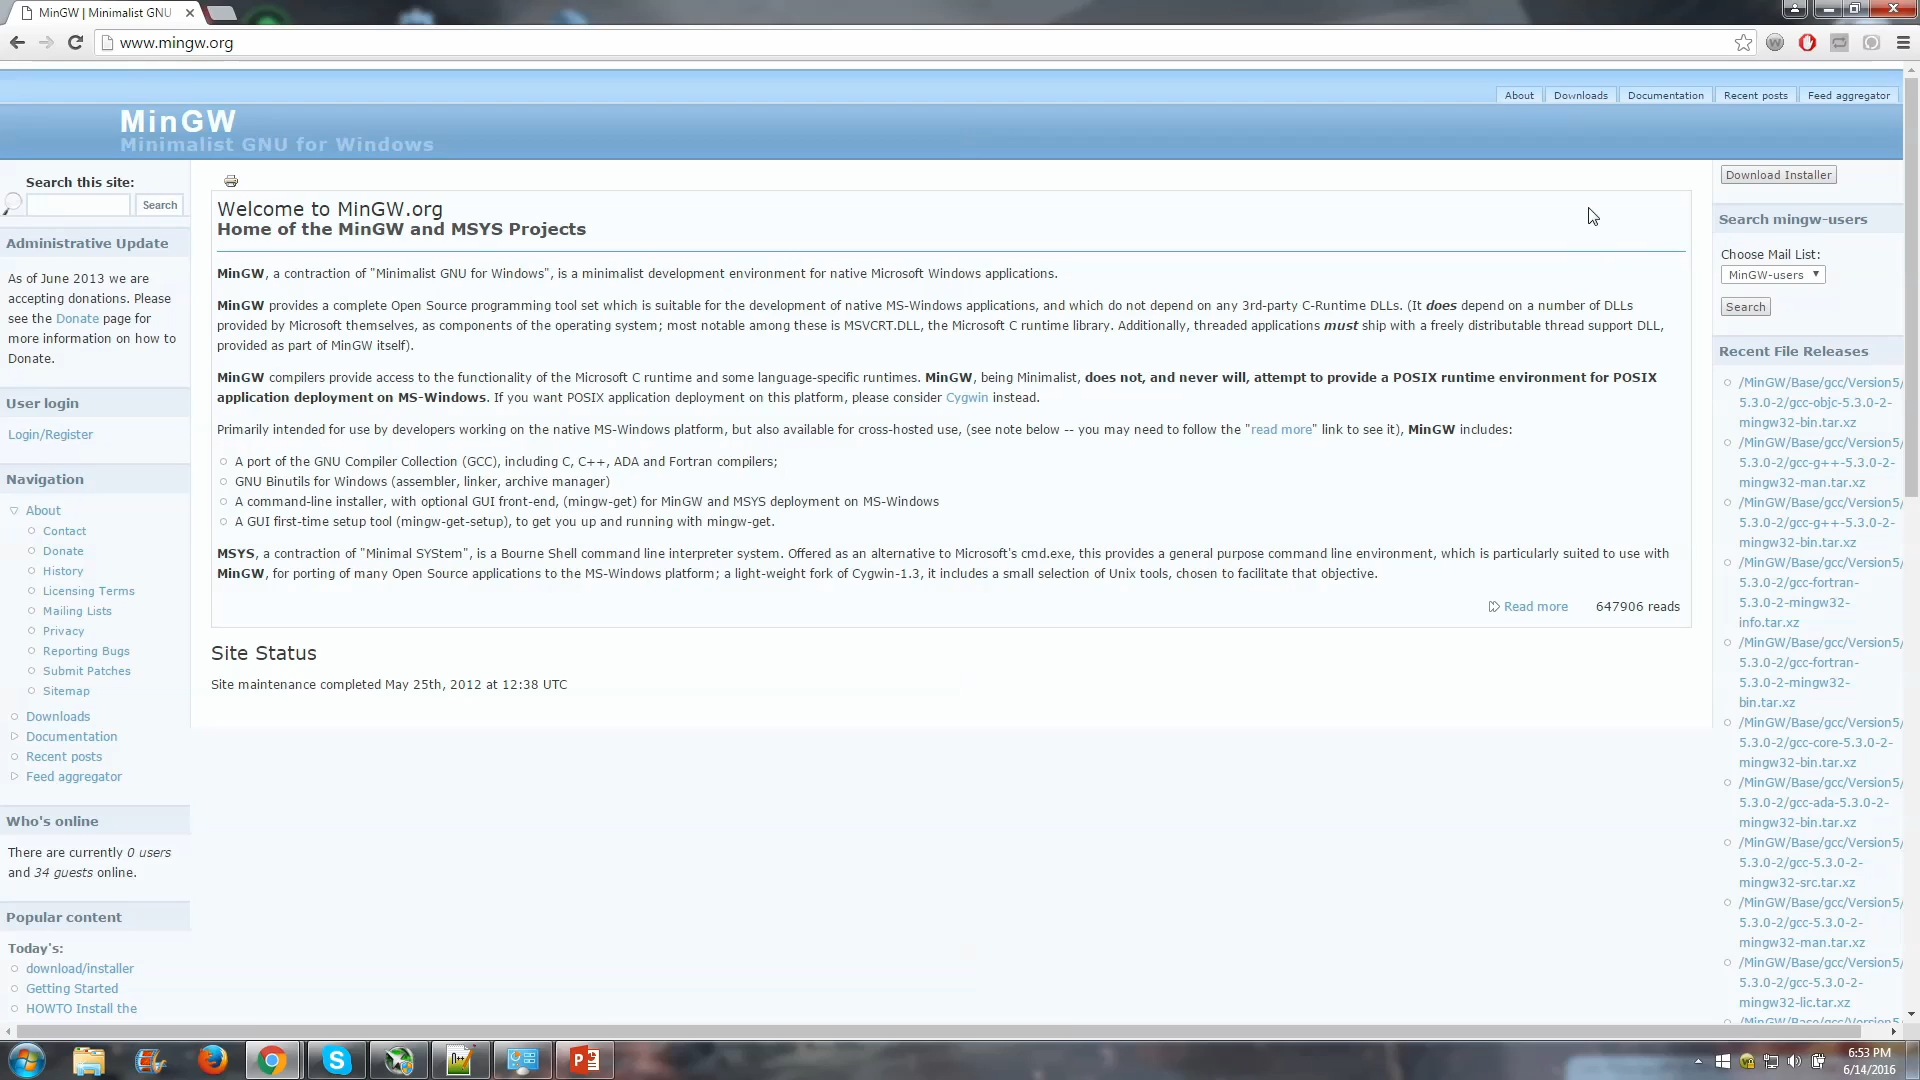 MinGW | Minimalist GNU
www.mingw.org
About
Downloads
Documentation
Recent posts
Feed aggregator
MinGW
Minimalist GNU for Windows
Search this site:
Search
Administrative Update
As of June 2013 we are
accepting donations. Please
see the Donate page for
more information on how to
Donate.
User login
Login/Register
Navigation
About
Contact
Donate
History
Licensing Terms
Mailing Lists
Privacy
Reporting Bugs
Submit Patches
Sitemap
Downloads
Documentation
Recent posts
Feed aggregator
Who's online
There are currently 0 users
and 34 guests online.
Popular content
Today's:
download/installer
Getting Started
HOWTO Install the
Welcome to MinGW.org
Home of the MinGW and MSYS Projects
MinGW, a contraction of "Minimalist GNU for Windows", is a minimalist development environment for native Microsoft Windows applications.
MinGW provides a complete Open Source programming tool set which is suitable for the development of native MS-Windows applications, and which do not depend on any 3rd-party C-Runtime DLLs. (It does depend on a number of DLLs
provided by Microsoft themselves, as components of the operating system; most notable among these is MSVCRT.DLL, the Microsoft C runtime library. Additionally, threaded applications must ship with a freely distributable thread support DLL,
provided as part of MinGW itself).
MinGW compilers provide access to the functionality of the Microsoft C runtime and some language-specific runtimes. MinGW, being Minimalist, does not, and never will, attempt to provide a POSIX runtime environment for POSIX
application deployment on MS-Windows. If you want POSIX application deployment on this platform, please consider Cygwin instead.
Primarily intended for use by developers working on the native MS-Windows platform, but also available for cross-hosted use, (see note below -- you may need to follow the "read more" link to see it), MinGW includes:
A port of the GNU Compiler Collection (GCC), including C, C++, ADA and Fortran compilers;
GNU Binutils for Windows (assembler, linker, archive manager)
A command-line installer, with optional GUI front-end, (mingw-get) for MinGW and MSYS deployment on MS-Windows
A GUI first-time setup tool (mingw-get-setup), to get you up and running with mingw-get.
MSYS, a contraction of "Minimal SYStem", is a Bourne Shell command line interpreter system. Offered as an alternative to Microsoft's cmd.exe, this provides a general purpose command line environment, which is particularly suited to use with
MinGW, for porting of many Open Source applications to the MS-Windows platform; a light-weight fork of Cygwin-1.3, it includes a small selection of Unix tools, chosen to facilitate that objective.
Read more
647906 reads
Site Status
Site maintenance completed May 25th, 2012 at 12:38 UTC
Download Installer
Search mingw-users
Choose Mail List:
MinGW-users
Search
Recent File Releases
/MinGW/Base/gcc/Version5/
5.3.0-2/gcc-objc-5.3.0-2-
mingw32-bin.tar.xz
/MinGW/Base/gcc/Version5/
5.3.0-2/gcc-g++-5.3.0-2-
mingw32-man.tar.xz
/MinGW/Base/gcc/Version5/
5.3.0-2/gcc-g++-5.3.0-2-
mingw32-bin.tar.xz
/MinGW/Base/gcc/Version5/
5.3.0-2/gcc-fortran-
5.3.0-2-mingw32-
info.tar.xz
/MinGW/Base/gcc/Version5/
5.3.0-2/gcc-fortran-
5.3.0-2-mingw32-
bin.tar.xz
/MinGW/Base/gcc/Version5/
5.3.0-2/gcc-core-5.3.0-2-
mingw32-bin.tar.xz
/MinGW/Base/gcc/Version5/
5.3.0-2/gcc-ada-5.3.0-2-
mingw32-bin.tar.xz
/MinGW/Base/gcc/Version5/
5.3.0-2/gcc-5.3.0-2-
mingw32-src.tar.xz
/MinGW/Base/gcc/Version5/
5.3.0-2/gcc-5.3.0-2-
mingw32-man.tar.xz
/MinGW/Base/gcc/Version5/
5.3.0-2/gcc-5.3.0-2-
mingw32-lic.tar.xz
6:53 PM
6/14/2016